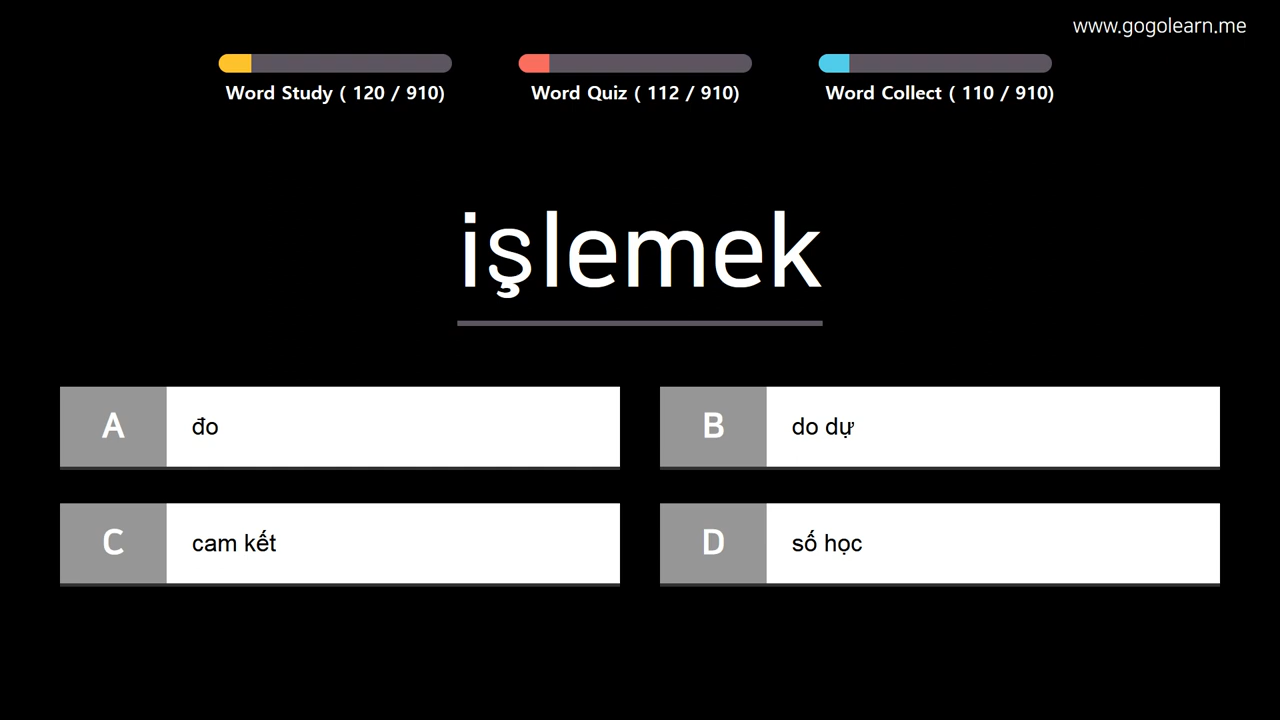 www.gogolearn.me
Word Study ( 120 / 910)
Word Quiz ( 112 / 910)
Word Collect ( 110 / 910)
işlemek
A đo
B do dự
C cam kết
D số học